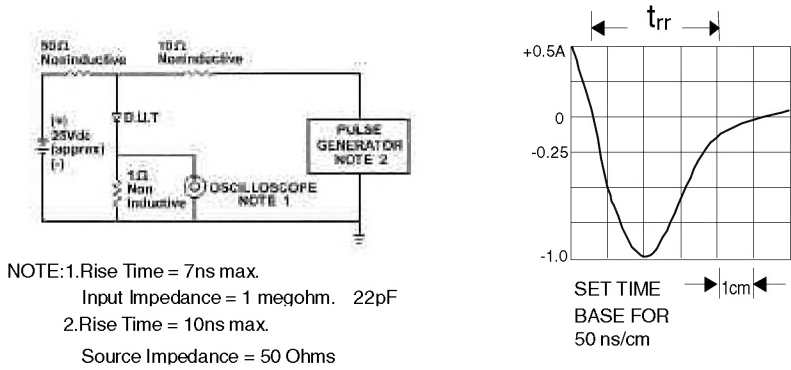 50Ω
Noninductive
10Ω
Noninductive
(+)
25Vdc
(approx)
(-)
D.U.T
1Ω
Non
Inductive
OSCILLOSCOPE
NOTE 1
PULSE
GENERATOR
NOTE 2
NOTE:1.Rise Time = 7ns max.
Input Impedance = 1 megohm. 22pF
2.Rise Time = 10ns max.
Source Impedance = 50 Ohms
trr
+0.5A
0
-0.25
-1.0
1cm
SET TIME
BASE FOR
50 ns/cm